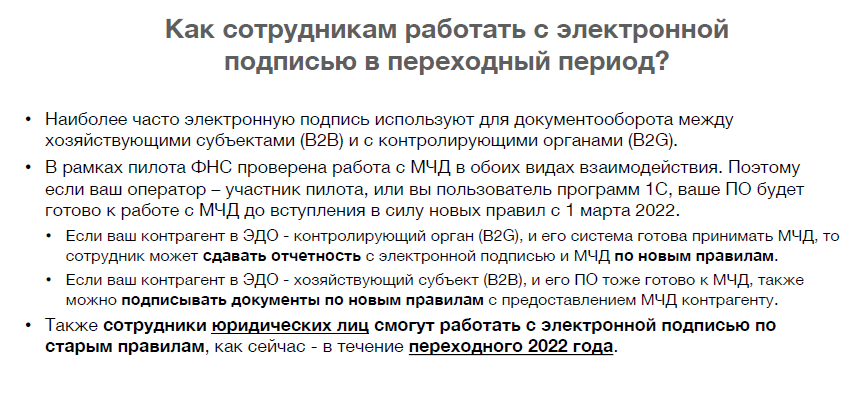 Как сотрудникам работать с электронной
подписью в переходный период?
• Наиболее часто электронную подпись используют для документооборота между
хозяйствующими субъектами (B2B) и с контролирующими органами (B2G).
• В рамках пилота ФНС проверена работа с МЧД в обоих видах взаимодействия. Поэтому
если ваш оператор – участник пилота, или вы пользователь программ 1С, ваше ПО будет
готово к работе с МЧД до вступления в силу новых правил с 1 марта 2022.
• Если ваш контрагент в ЭДО - контролирующий орган (B2G), и его система готова принимать МЧД, то
сотрудник может сдавать отчетность с электронной подписью и МЧД по новым правилам.
• Если ваш контрагент в ЭДО - хозяйствующий субъект (B2B), и его ПО тоже готово к МЧД, также
можно подписывать документы по новым правилам с предоставлением МЧД контрагенту.
• Также сотрудники юридических лиц смогут работать с электронной подписью по
старым правилам, как сейчас - в течение переходного 2022 года.